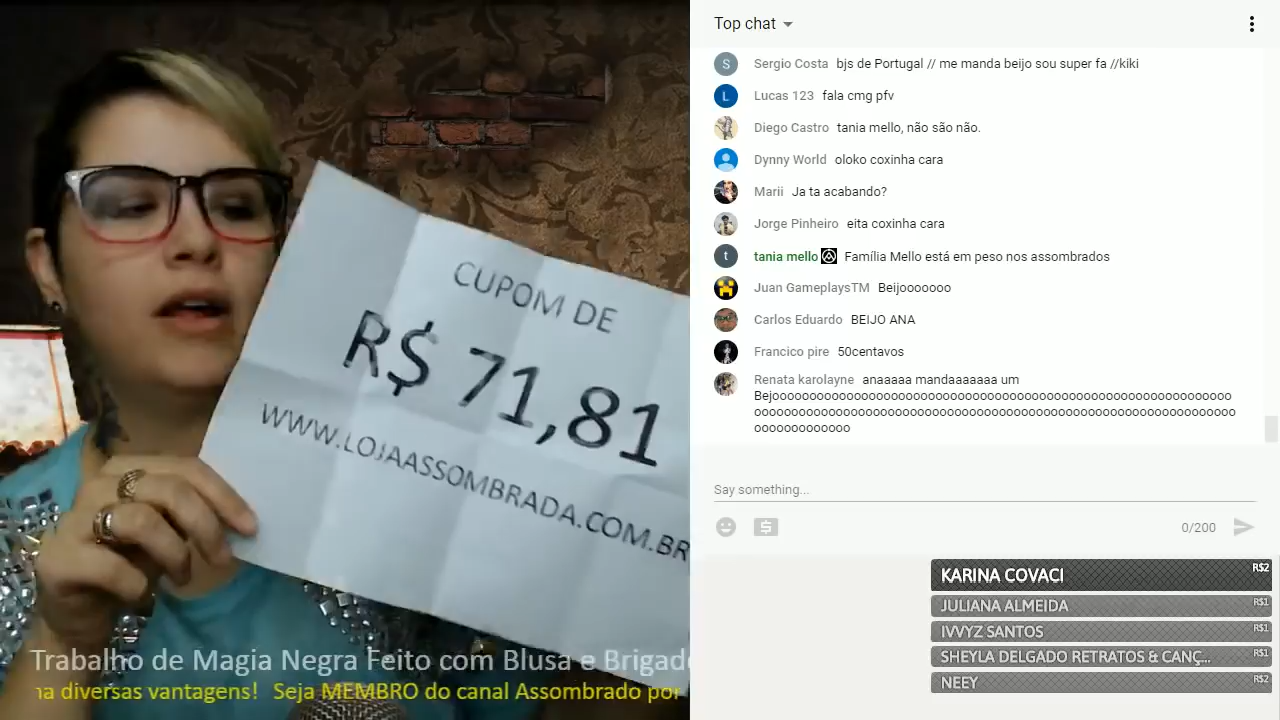 CUPOM DE
R$ 71,81
WWW.LOJAASSOMBRADA.COM.BR
Trabalho de Magia Negra Feito com Blusa e Brigad
na diversas vantagens! Seja MEMBRO do canal Assombrado por
Top chat
S Sergio Costa bjs de Portugal // me manda beijo sou super fa //kiki
L Lucas 123 fala cmg pfv
Diego Castro tania mello, não são não.
Dynny World oloko coxinha cara
Marii Ja ta acabando?
Jorge Pinheiro eita coxinha cara
t tania mello Família Mello está em peso nos assombrados
Juan GameplaysTM Beijooooooo
Carlos Eduardo BEIJO ANA
Francico pire 50centavos
Renata karolayne anaaaaa mandaaaaaa um
Bejoooooooooooooooooooooooooooooooooooooooooooooooooooooooooooo
oooooooooooooooooooooooooooooooooooooooooooooooooooooooooooooooo
ooooooooooooo
Say something...
0/200
KARINA COVACI R$2
JULIANA ALMEIDA R$1
IVVYZ SANTOS R$1
SHEYLA DELGADO RETRATOS & CANÇ... R$1
NEEY R$2